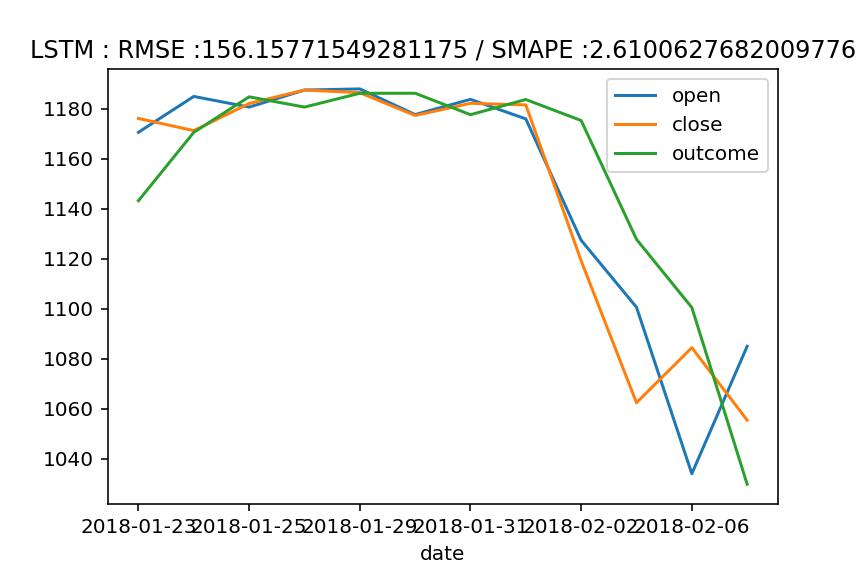 LSTM : RMSE :156.15771549281175 / SMAPE :2.6100627682009776
open
close
outcome
1180
1160
1140
1120
1100
1080
1060
1040
2018-01-23 2018-01-25 2018-01-29 2018-01-31 2018-02-02 2018-02-06
date